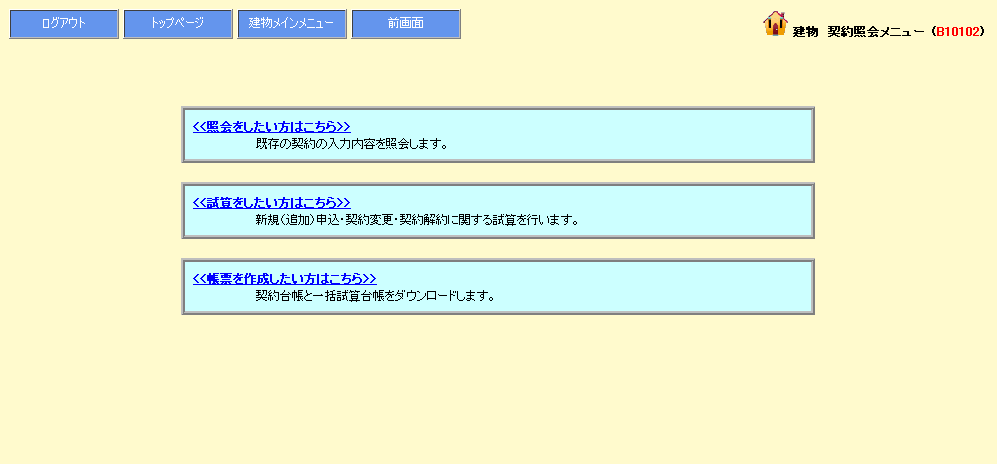 ログアウト トップページ 建物メインメニュー 前画面
建物 契約照会メニュー (B10102)
<<照会をしたい方はこちら>>
既存の契約の入力内容を照会します。
<<試算をしたい方はこちら>>
新規(追加)申込・契約変更・契約解約に関する試算を行います。
<<帳票を作成したい方はこちら>>
契約台帳と一括試算台帳をダウンロードします。